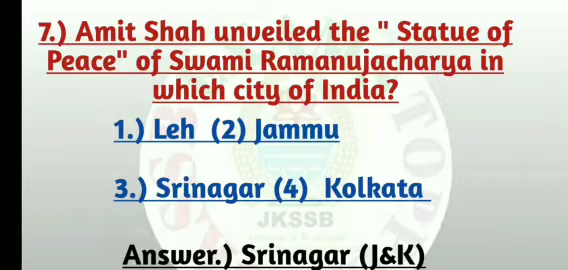 7.) Amit Shah unveiled the " Statue of
Peace" of Swami Ramanujacharya in
which city of India?
1.) Leh (2) Jammu
3.) Srinagar (4) Kolkata
JKSSB
Answer.) Srinagar (J&K)